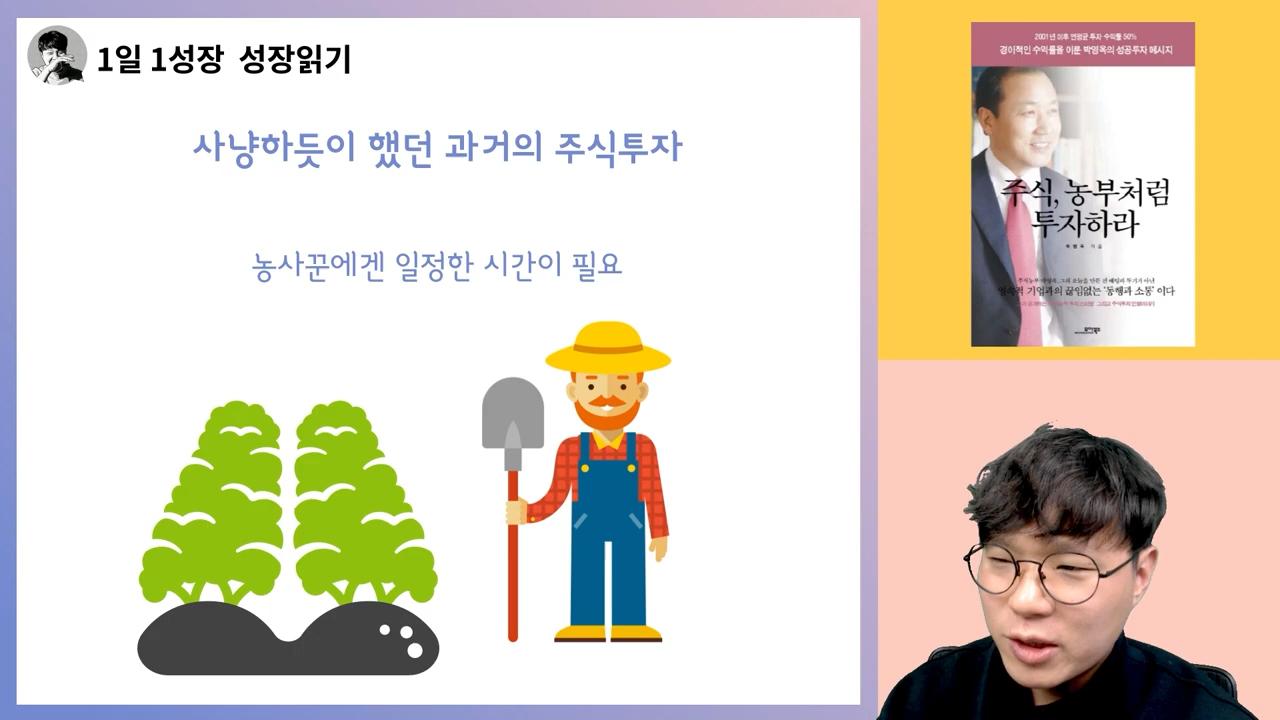 1일 1성장 성장읽기
사냥하듯이 했던 과거의 주식투자
농사꾼에겐 일정한 시간이 필요
2001년 이후 연평균 투자 수익률 50%
경이적인 수익률을 이룬 박영옥의 성공투자 메시지
주식, 농부처럼
투자하라
박영옥 지음
기업과의 끊임없는 '동행과 소통' 이다